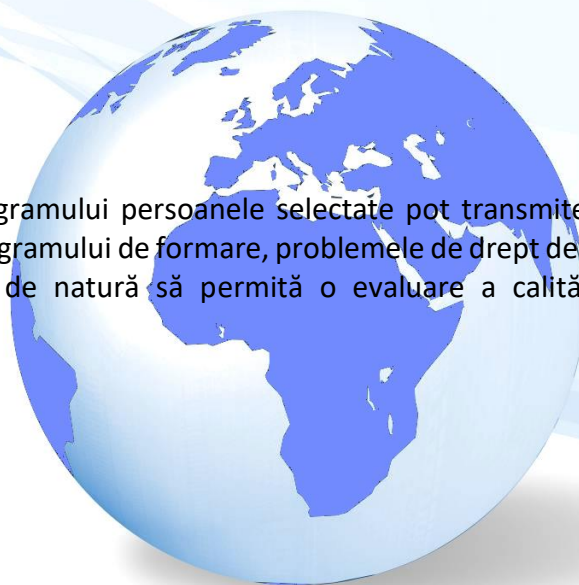 gramului persoanele selectate pot transmite
gramului de formare, problemele de drept de
de natură să permită o evaluare a calită